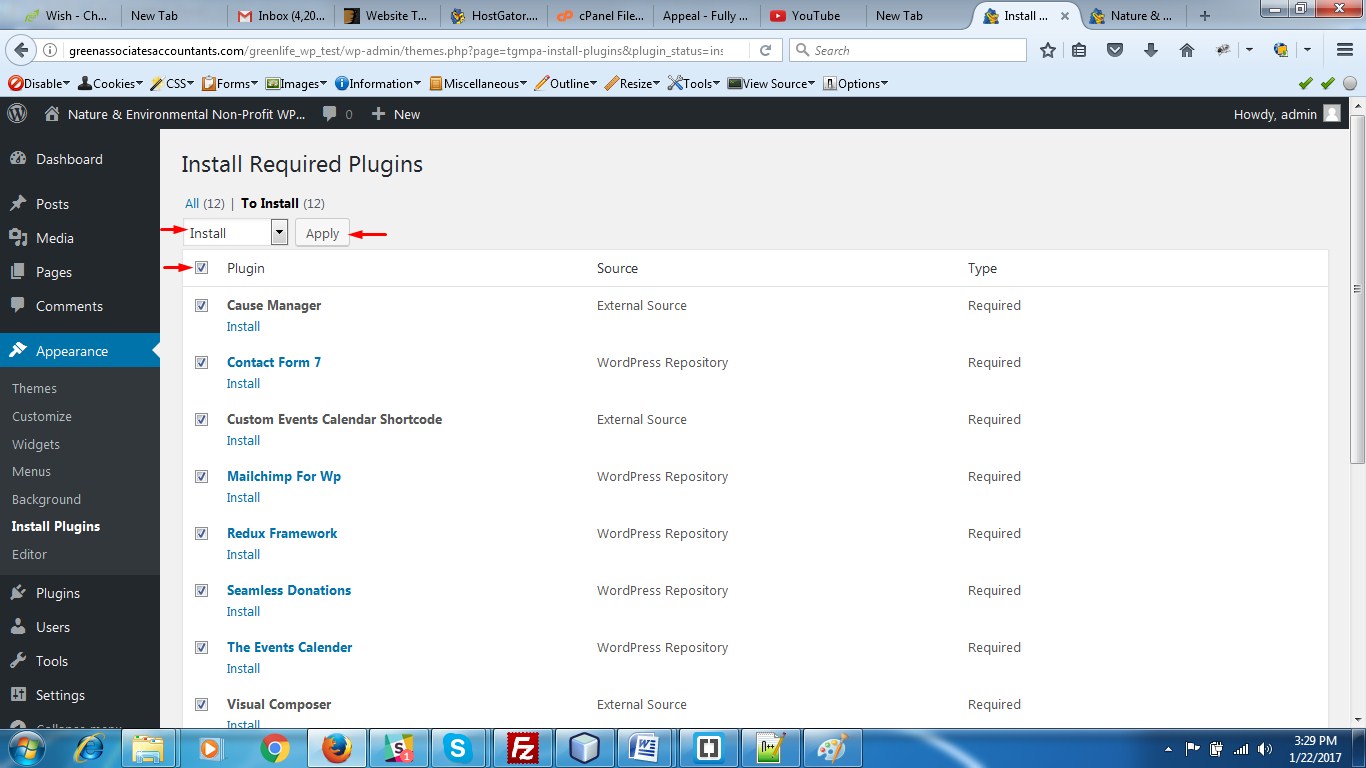 Wish - Ch... New Tab Inbox (4,20... Website T... HostGator.... cPanel File... Appeal - Fully ... YouTube New Tab Install ... Nature & ...
greenassociatesaccountants.com/greenlife_wp_test/wp-admin/themes.php?page=tgmpa-install-plugins&plugin_status=ins Search
Disable Cookies CSS Forms Images Information Miscellaneous Outline Resize Tools View Source Options
Nature & Environmental Non-Profit WP... 0 + New Howdy, admin
Dashboard
Posts
Media
Pages
Comments
Appearance
Themes
Customize
Widgets
Menus
Background
Install Plugins
Editor
Plugins
Users
Tools
Settings
Collapse menu
Install Required Plugins
All (12) | To Install (12)
Install Apply
Plugin Source Type
Cause Manager External Source Required
Install
Contact Form 7 WordPress Repository Required
Install
Custom Events Calendar Shortcode External Source Required
Install
Mailchimp For Wp WordPress Repository Required
Install
Redux Framework WordPress Repository Required
Install
Seamless Donations WordPress Repository Required
Install
The Events Calender WordPress Repository Required
Install
Visual Composer External Source Required
Install
3:29 PM
1/22/2017